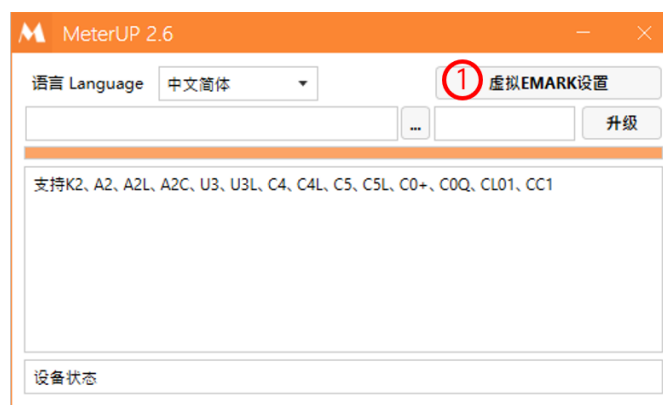 MeterUP 2.6
语言 Language 中文简体 ① 虚拟EMARK设置
... 升级
支持K2、A2、A2L、A2C、U3、U3L、C4、C4L、C5、C5L、C0+、C0Q、CL01、CC1
设备状态